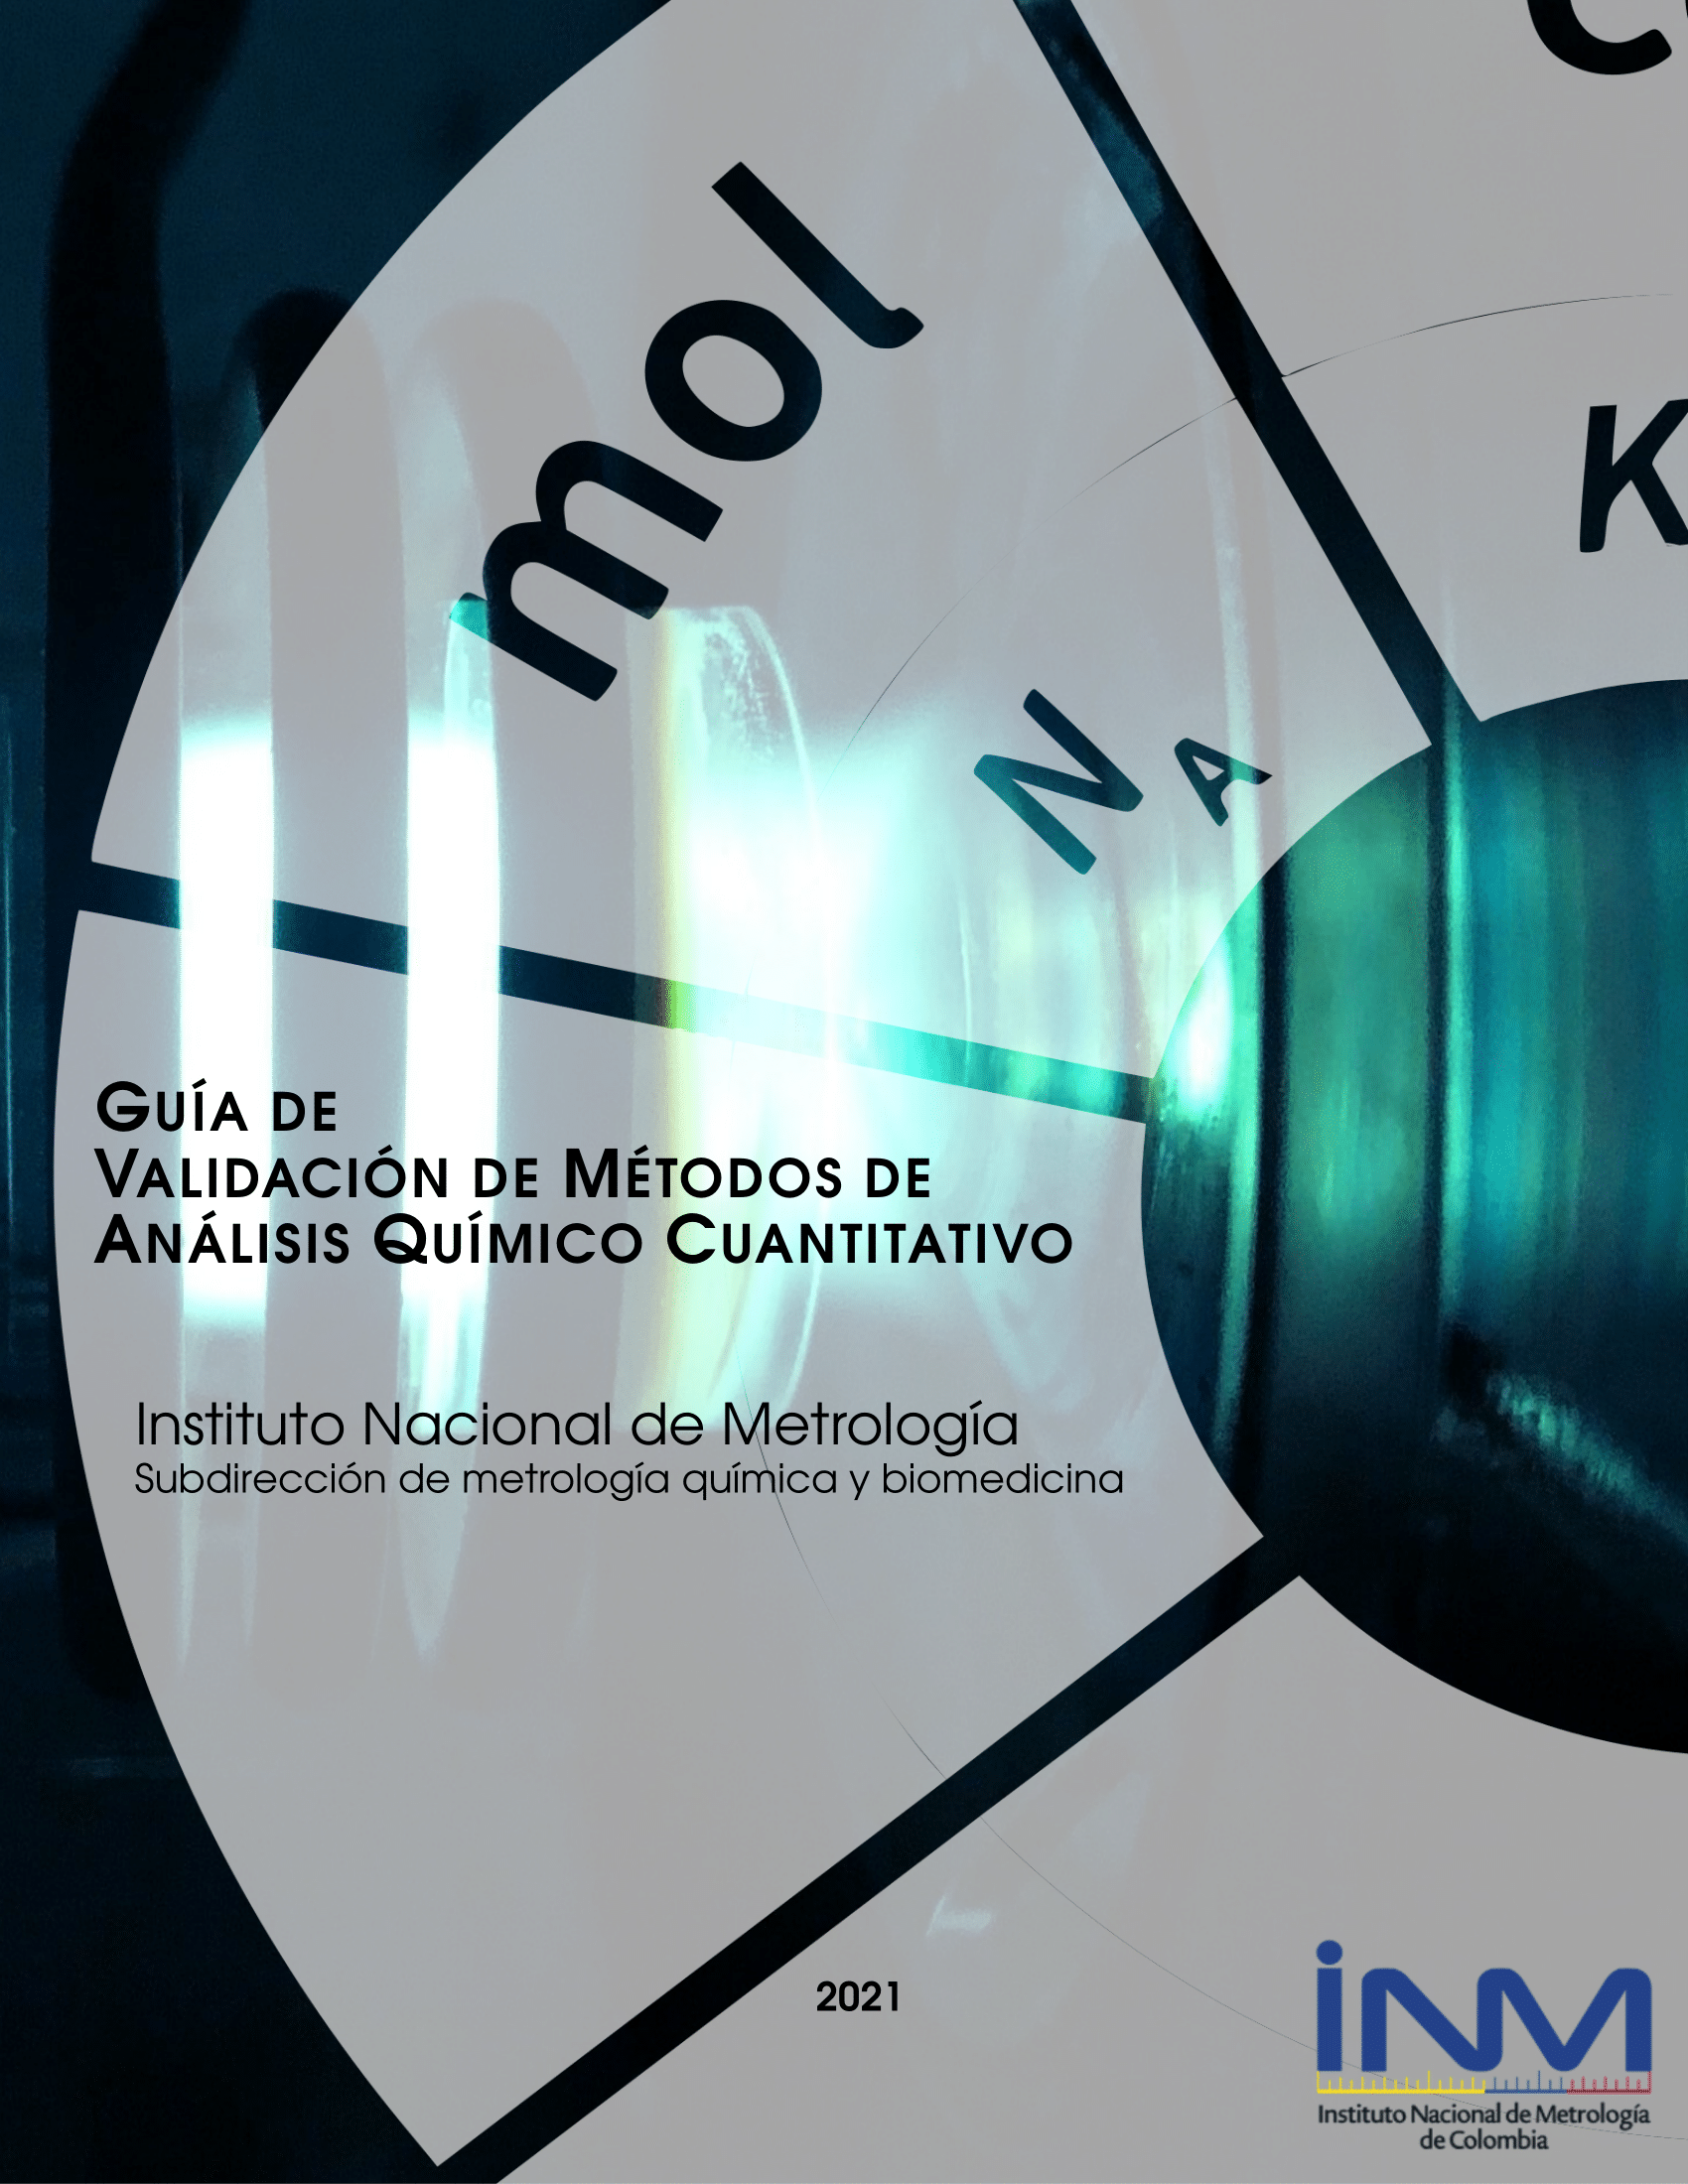 C
mol
K
N A
GUÍA DE
VALIDACIÓN DE MÉTODOS DE
ANÁLISIS QUÍMICO CUANTITATIVO
Instituto Nacional de Metrología
Subdirección de metrología química y biomedicina
2021
iNM
Instituto Nacional de Metrología
de Colombia